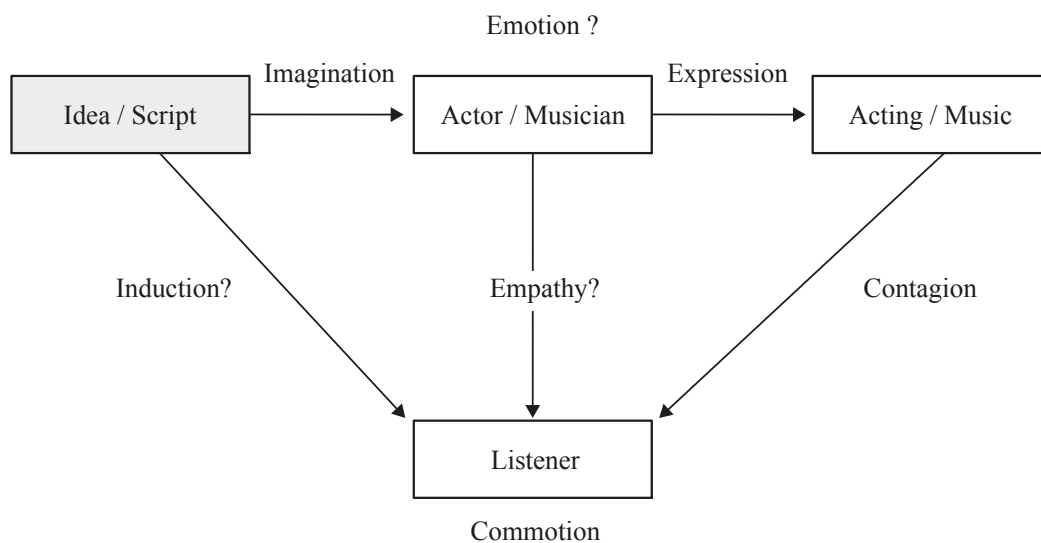 Emotion ?
Imagination
Expression
Idea / Script
Actor / Musician
Acting / Music
Induction?
Empathy?
Contagion
Listener
Commotion